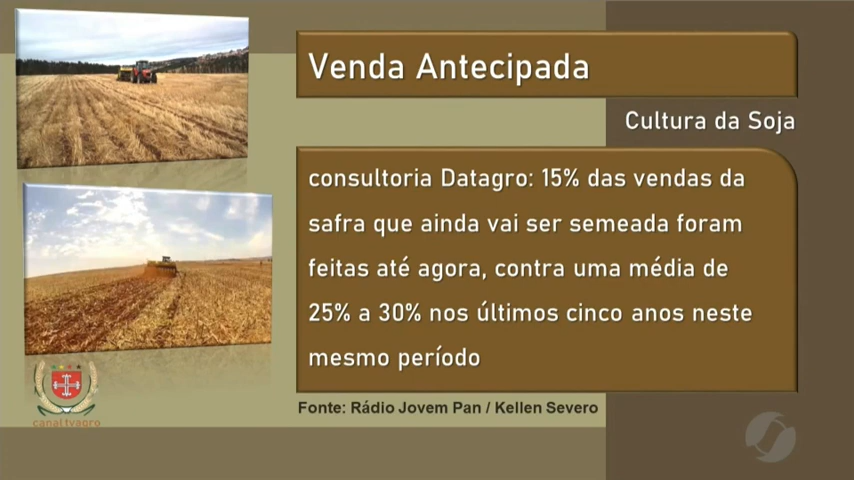 Venda Antecipada
Cultura da Soja
consultoria Datagro: 15% das vendas da
safra que ainda vai ser semeada foram
feitas até agora, contra uma média de
25% a 30% nos últimos cinco anos neste
mesmo período
Fonte: Rádio Jovem Pan / Kellen Severo
canaltvagro